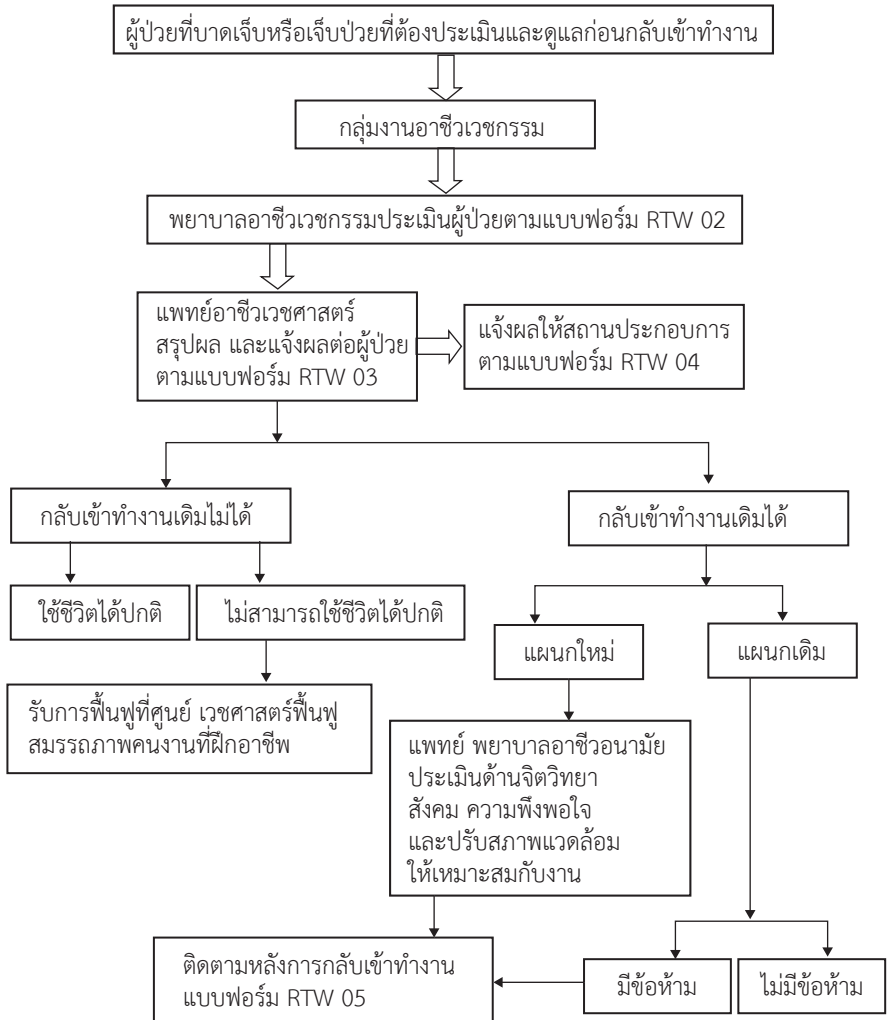 ผู้ป่วยที่บาดเจ็บหรือเจ็บป่วยที่ต้องประเมินและดูแลก่อนกลับเข้าทำงาน
กลุ่มงานอาชีวเวชกรรม
พยาบาลอาชีวเวชกรรมประเมินผู้ป่วยตามแบบฟอร์ม RTW 02
แพทย์อาชีวเวชศาสตร์
สรุปผล และแจ้งผลต่อผู้ป่วย
ตามแบบฟอร์ม RTW 03
แจ้งผลให้สถานประกอบการ
ตามแบบฟอร์ม RTW 04
กลับเข้าทำงานเดิมไม่ได้
กลับเข้าทำงานเดิมได้
ใช้ชีวิตได้ปกติ
ไม่สามารถใช้ชีวิตได้ปกติ
แผนกใหม่
แผนกเดิม
รับการฟื้นฟูที่ศูนย์ เวชศาสตร์ฟื้นฟู
สมรรถภาพคนงานที่ฝึกอาชีพ
แพทย์ พยาบาลอาชีวอนามัย
ประเมินด้านจิตวิทยา
สังคม ความพึงพอใจ
และปรับสภาพแวดล้อม
ให้เหมาะสมกับงาน
ติดตามหลังการกลับเข้าทำงาน
แบบฟอร์ม RTW 05
มีข้อห้าม
ไม่มีข้อห้าม